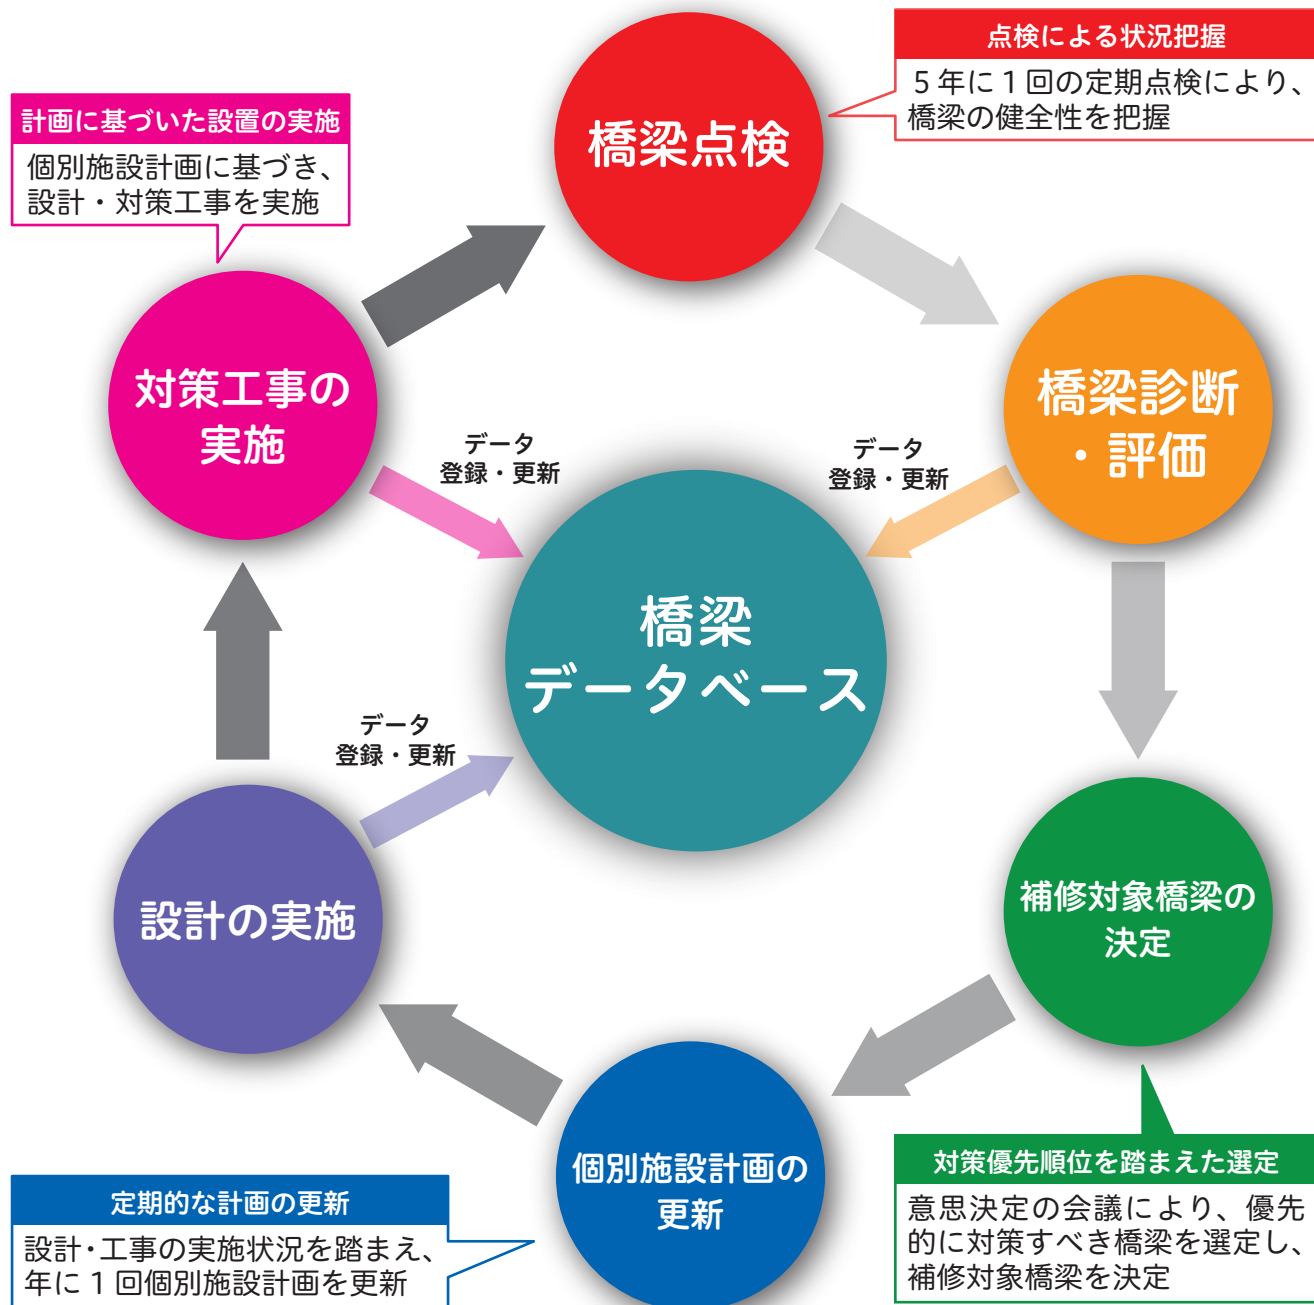 点検による状況把握
５年に１回の定期点検により、
橋梁の健全性を把握
計画に基づいた設置の実施
個別施設計画に基づき、
設計・対策工事を実施
橋梁点検
対策工事の
実施
橋梁診断
・評価
データ
登録・更新
データ
登録・更新
橋梁
データベース
データ
登録・更新
設計の実施
補修対象橋梁の
決定
個別施設計画の
更新
対策優先順位を踏まえた選定
意思決定の会議により、優先
的に対策すべき橋梁を選定し、
補修対象橋梁を決定
定期的な計画の更新
設計・工事の実施状況を踏まえ、
年に１回個別施設計画を更新